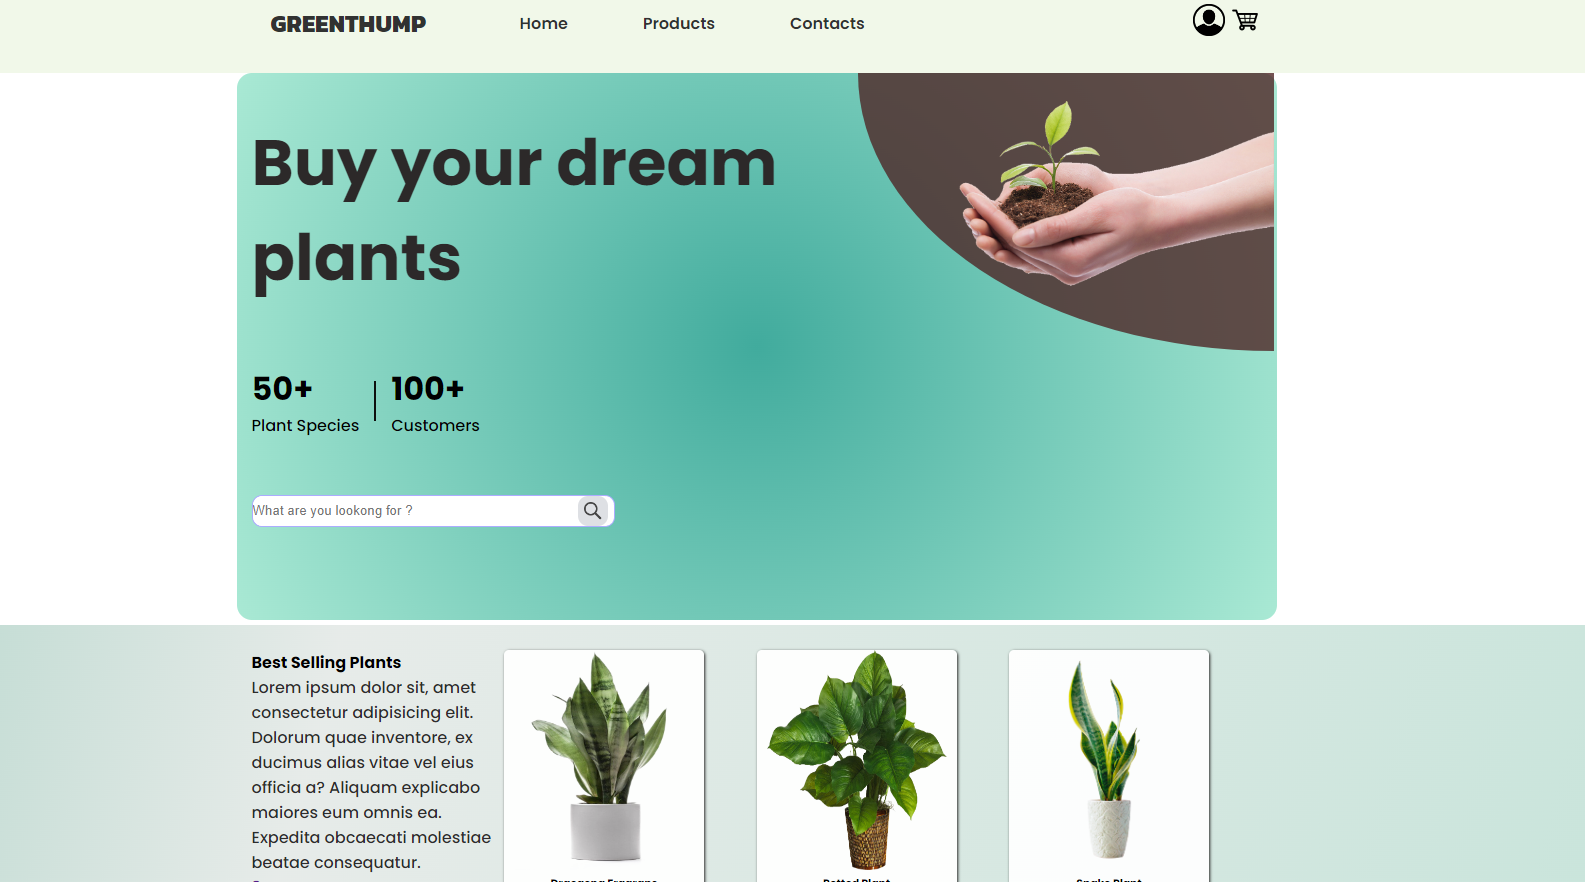 GREENTHUMP
Home
Products
Contacts
Buy your dream
plants
50+
Plant Species
100+
Customers
What are you lookong for ?
Best Selling Plants
Lorem ipsum dolor sit, amet
consectetur adipisicing elit.
Dolorum quae inventore, ex
ducimus alias vitae vel eius
officia a? Aliquam explicabo
maiores eum omnis ea.
Expedita obcaecati molestiae
beatae consequatur.
Potted Plant
Snake Plant